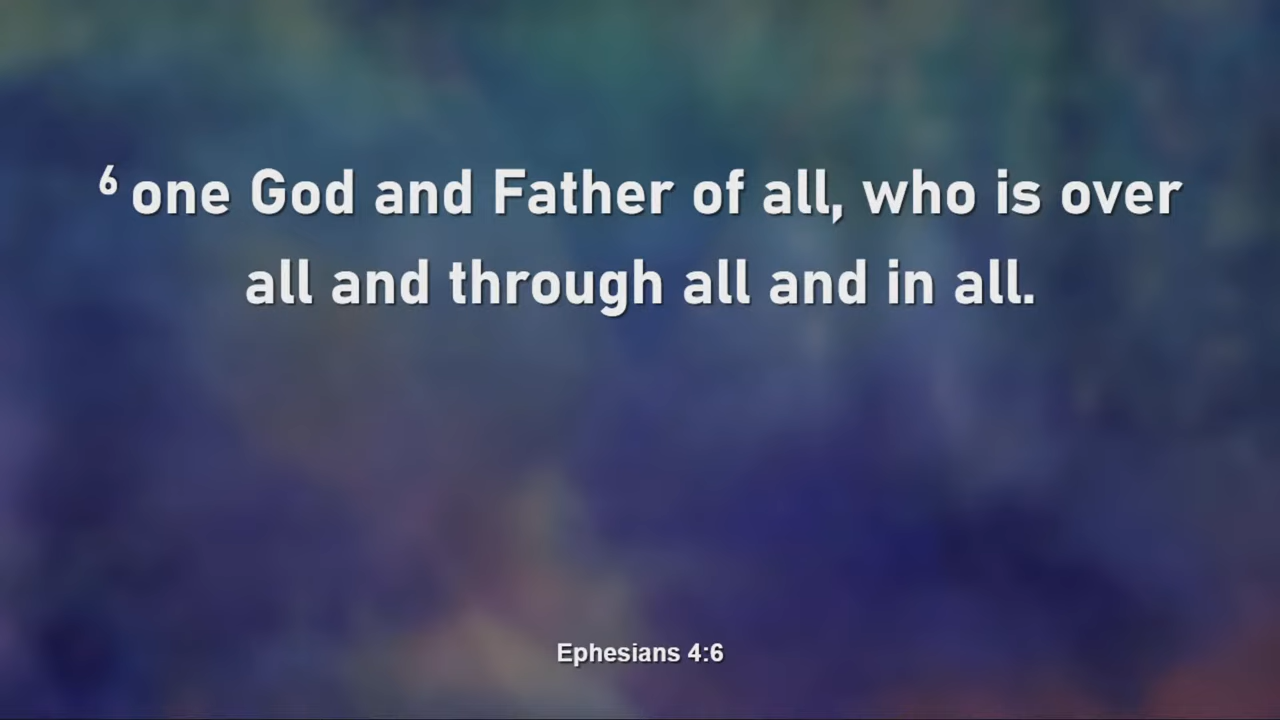 ⁶ one God and Father of all, who is over
all and through all and in all.
Ephesians 4:6